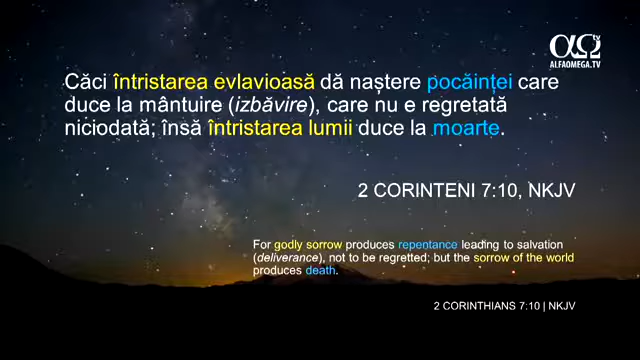 αΩ tv
ALFAOMEGA.TV
Căci întristarea evlavioasă dă naștere pocăinței care
duce la mântuire (izbăvire), care nu e regretată
niciodată; însă întristarea lumii duce la moarte.
2 CORINTENI 7:10, NKJV
For godly sorrow produces repentance leading to salvation
(deliverance), not to be regretted; but the sorrow of the world
produces death.
2 CORINTHIANS 7:10 | NKJV